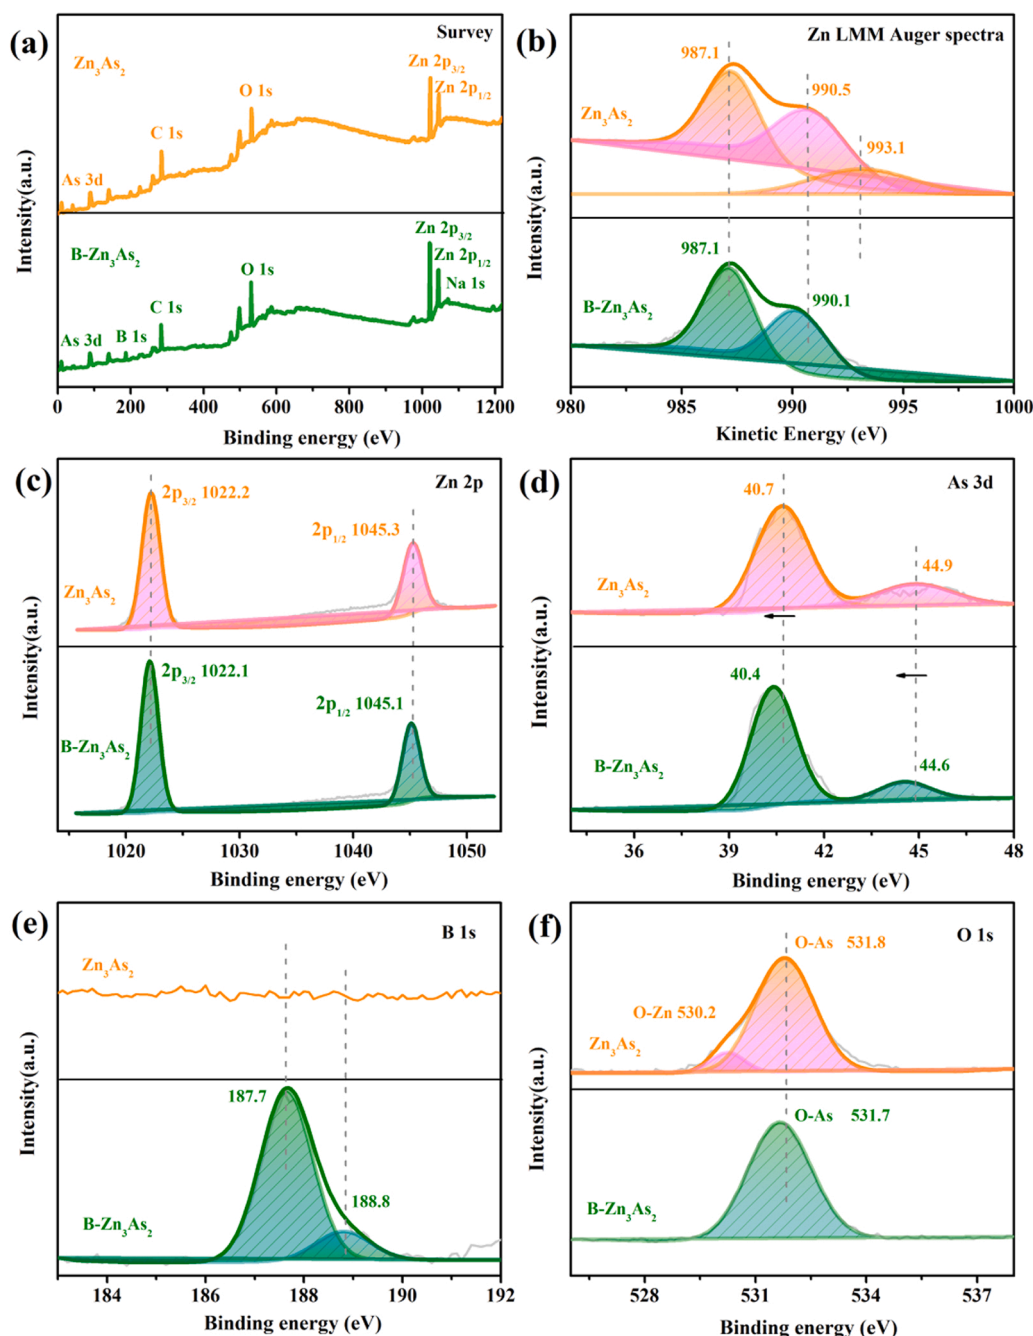 (a)
Survey
Zn₃As₂
Zn 2p₃/₂
Zn 2p₁/₂
O 1s
C 1s
As 3d
B-Zn₃As₂
Zn 2p₃/₂
Zn 2p₁/₂
Na 1s
O 1s
C 1s
B 1s
As 3d
Intensity(a.u.)
0 200 400 600 800 1000 1200
Binding energy (eV)
(b)
Zn LMM Auger spectra
987.1
990.5
993.1
Zn₃As₂
987.1
990.1
B-Zn₃As₂
Intensity(a.u.)
980 985 990 995 1000
Kinetic Energy (eV)
(c)
Zn 2p
2p₃/₂ 1022.2
2p₁/₂ 1045.3
Zn₃As₂
2p₃/₂ 1022.1
2p₁/₂ 1045.1
B-Zn₃As₂
Intensity(a.u.)
1020 1030 1040 1050
Binding energy (eV)
(d)
As 3d
40.7
44.9
Zn₃As₂
40.4
44.6
B-Zn₃As₂
Intensity(a.u.)
36 39 42 45 48
Binding energy (eV)
(e)
B 1s
Zn₃As₂
187.7
188.8
B-Zn₃As₂
Intensity(a.u.)
184 186 188 190 192
Binding energy (eV)
(f)
O 1s
O-As 531.8
O-Zn 530.2
Zn₃As₂
O-As 531.7
B-Zn₃As₂
Intensity(a.u.)
528 531 534 537
Binding energy (eV)